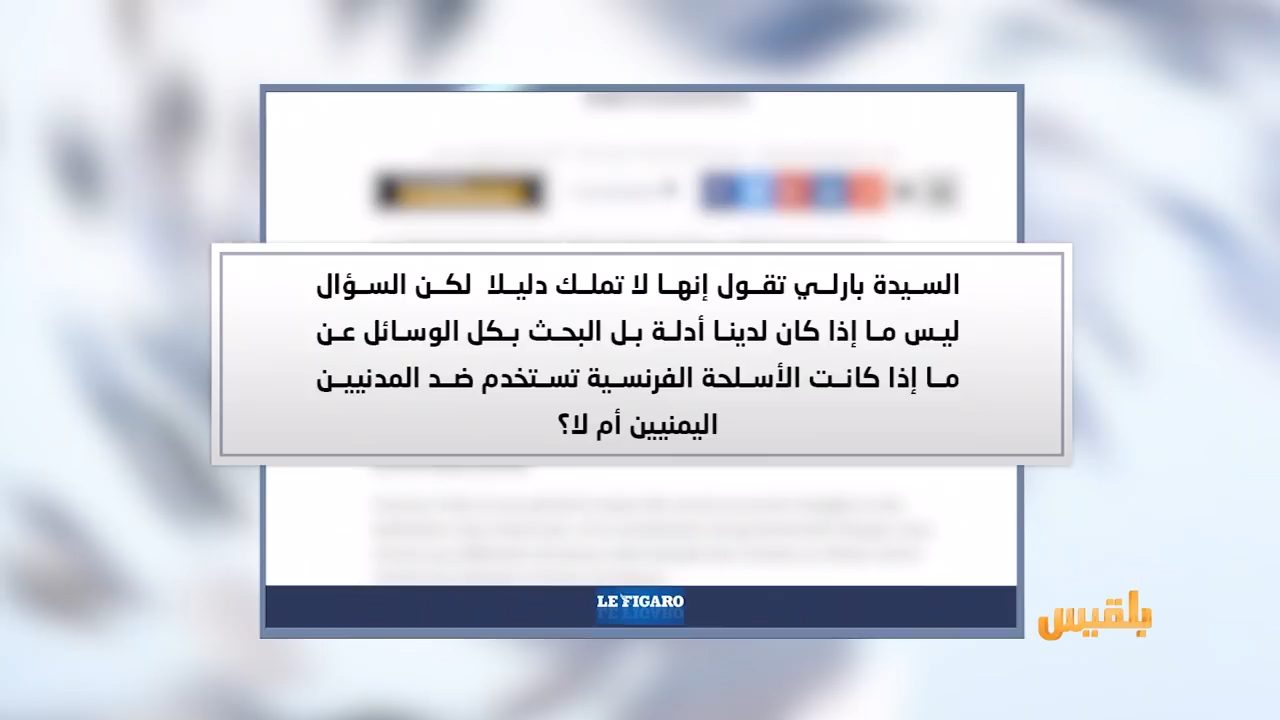 السيدة بارلي تقول إنها لا تملك دليلا لكن السؤال
ليس ما إذا كان لدينا أدلة بل البحث بكل الوسائل عن
ما إذا كانت الأسلحة الفرنسية تستخدم ضد المدنيين
اليمنيين أم لا؟
LE FIGARO
بلقيس